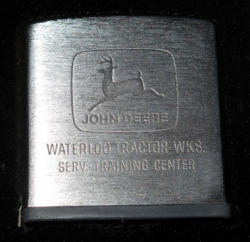 JOHN DEERE
WATERLOO TRACTOR WKS.
SERV. TRAINING CENTER